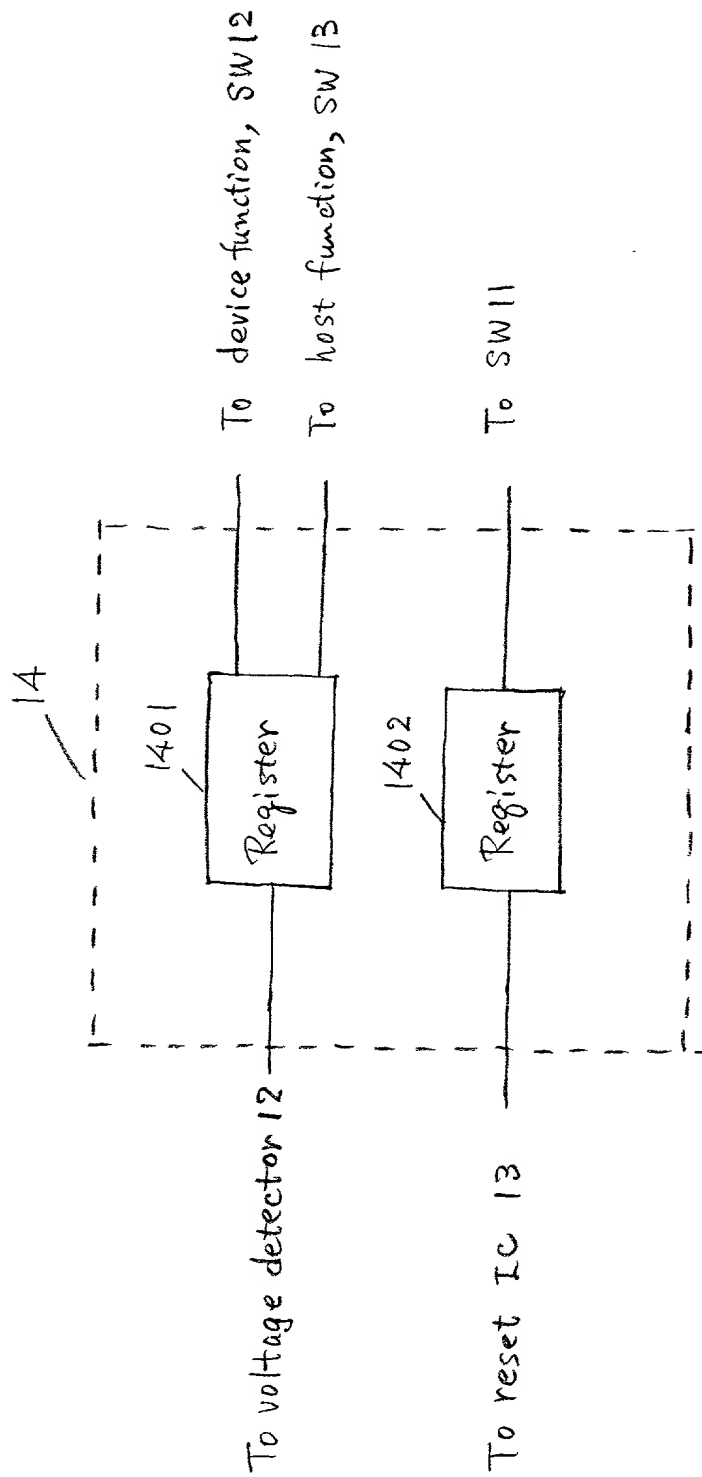 14
1401
Register
To voltage detector 12
To device function, SW12
To host function, SW 13
1402
Register
To reset IC 13
To SW11